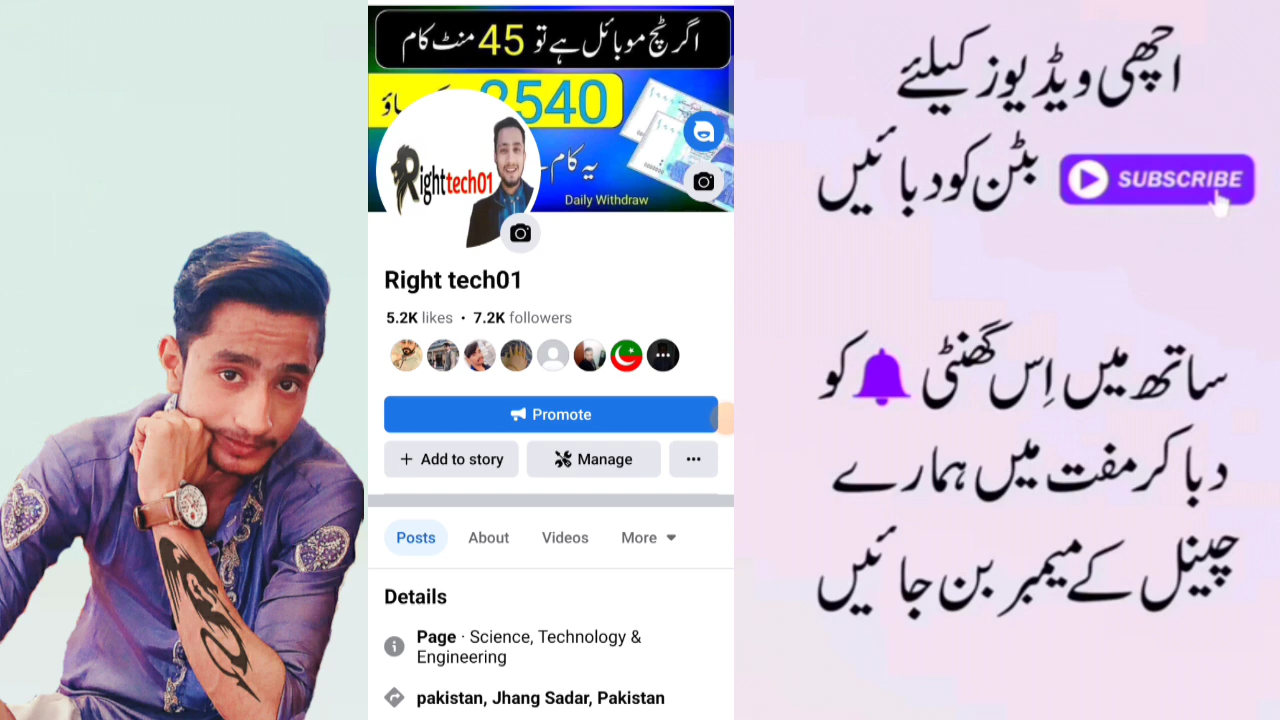 اگر ٹچ موبائل ہے تو 45 منٹ کام
540
یہ کام
Daily Withdraw
Righttech01
Right tech01
5.2K likes • 7.2K followers
Promote
+ Add to story
Manage
Posts
About
Videos
More
Details
Page · Science, Technology &
Engineering
pakistan, Jhang Sadar, Pakistan
اچھی ویڈیوز کیلئے
SUBSCRIBE بٹن کو دبائیں
ساتھ میں اِس گھنٹی کو
دبا کر مفت میں ہمارے
چینل کے میمبر بن جائیں